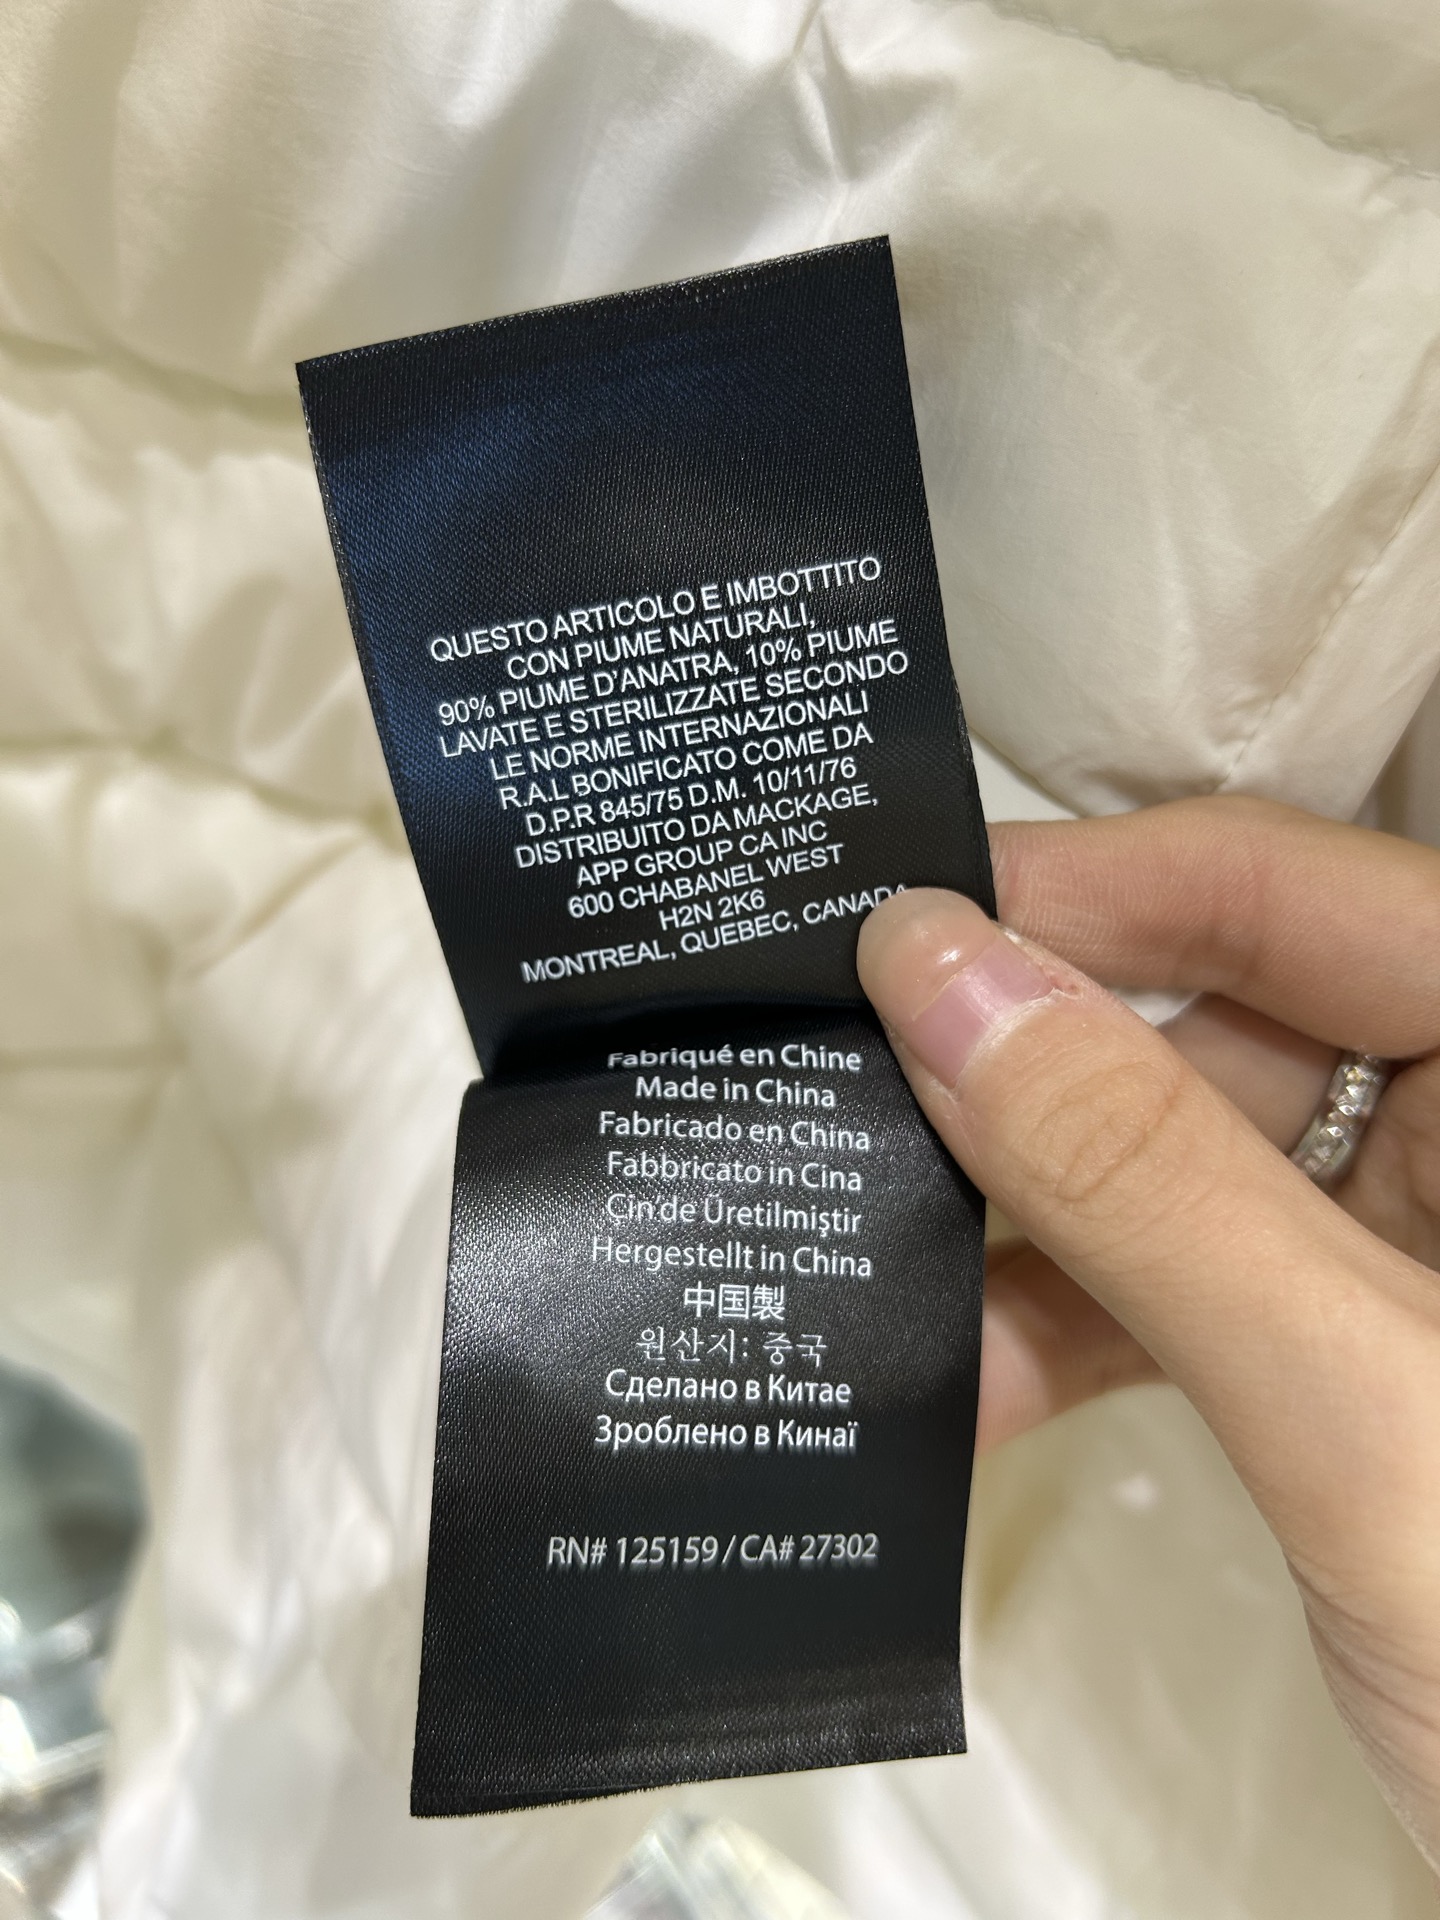 QUESTO ARTICOLO E IMBOTTITO
CON PIUME NATURALI,
90% PIUME D'ANATRA, 10% PIUME
LAVATE E STERILIZZATE SECONDO
LE NORME INTERNAZIONALI
R.A.L BONIFICATO COME DA
D.P.R 845/75 D.M. 10/11/76
DISTRIBUITO DA MACKAGE,
APP GROUP CA INC
600 CHABANEL WEST
H2N 2K6
MONTREAL, QUEBEC, CANADA
Fabriqué en Chine
Made in China
Fabricado en China
Fabbricato in Cina
Çin'de Üretilmiştir
Hergestellt in China
中国製
원산지: 중국
Сделано в Китае
Зроблено в Кинаї
RN# 125159 / CA# 27302